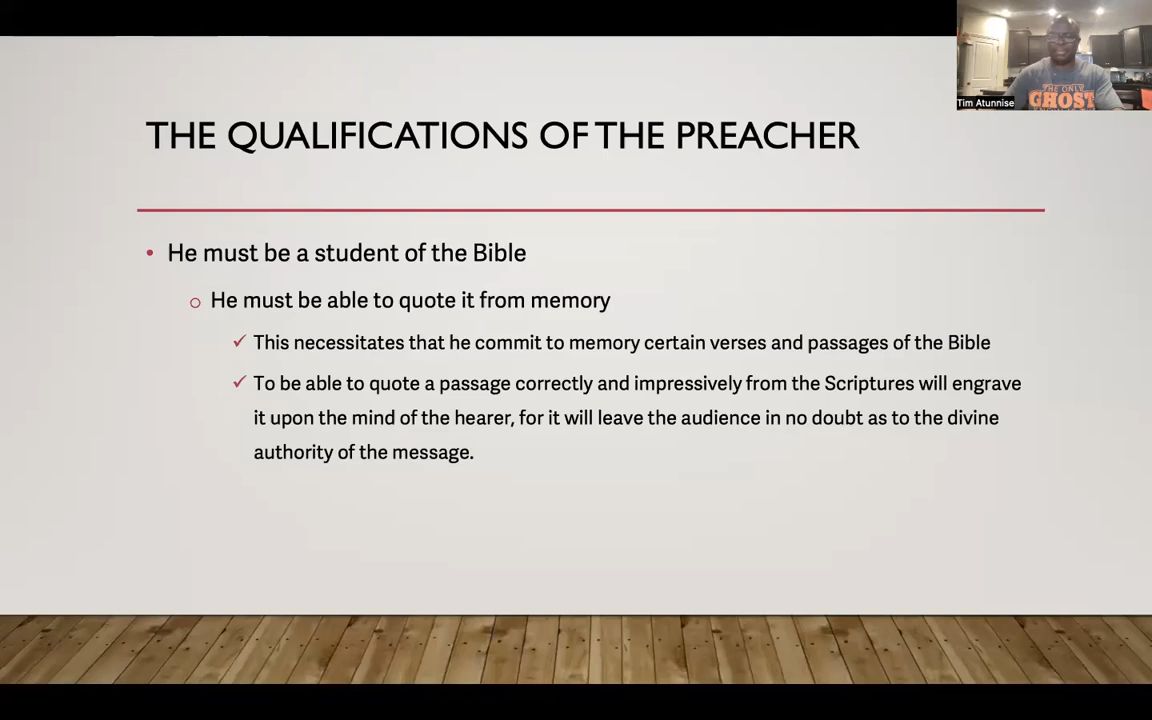 Tim Atunnise
THE ONLY
GHOST
THE QUALIFICATIONS OF THE PREACHER
• He must be a student of the Bible
o He must be able to quote it from memory
✓ This necessitates that he commit to memory certain verses and passages of the Bible
✓ To be able to quote a passage correctly and impressively from the Scriptures will engrave
it upon the mind of the hearer, for it will leave the audience in no doubt as to the divine
authority of the message.